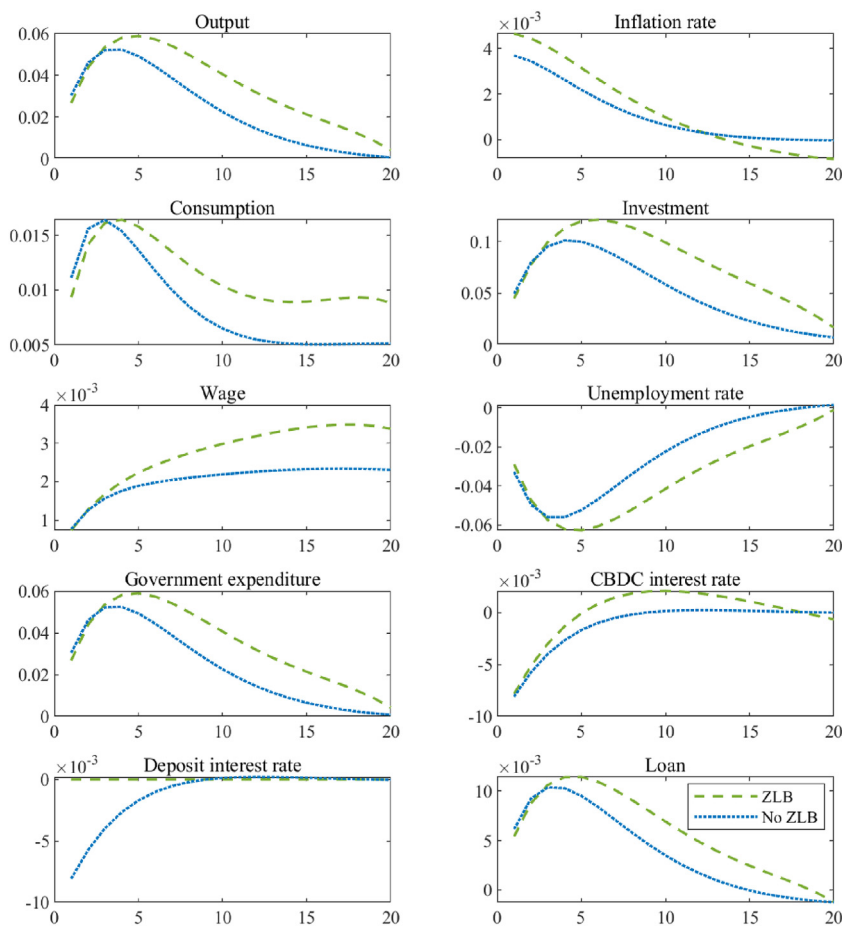 Output
0.06
0.04
0.02
0
0 5 10 15 20
Inflation rate
×10⁻³
4
2
0
0 5 10 15 20
Consumption
0.015
0.01
0.005
0 5 10 15 20
Investment
0.1
0.05
0
0 5 10 15 20
Wage
×10⁻³
4
3
2
1
0 5 10 15 20
Unemployment rate
0
-0.02
-0.04
-0.06
0 5 10 15 20
Government expenditure
0.06
0.04
0.02
0
0 5 10 15 20
CBDC interest rate
×10⁻³
0
-5
-10
0 5 10 15 20
Deposit interest rate
×10⁻³
0
-5
-10
0 5 10 15 20
Loan
×10⁻³
10
5
0
ZLB
No ZLB
0 5 10 15 20